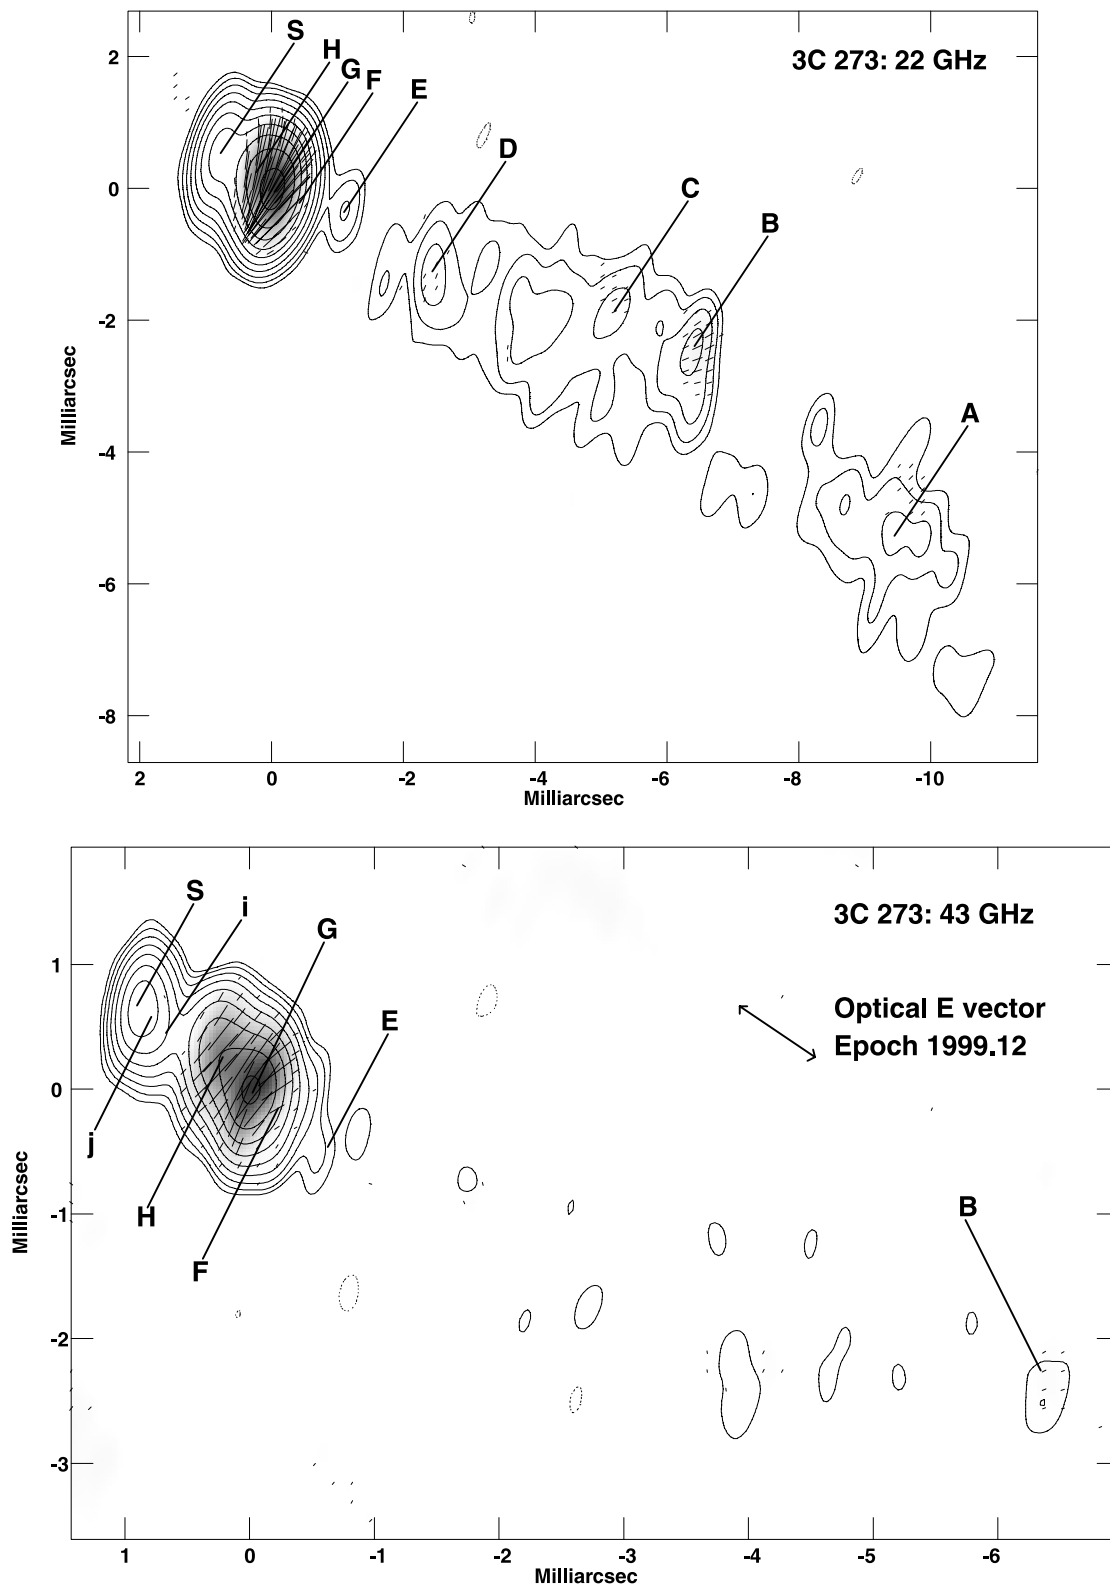 3C 273: 22 GHz
S
H
G
F
E
D
C
B
A
2
0
-2
-4
-6
-8
Milliarcsec
2 0 -2 -4 -6 -8 -10
Milliarcsec
3C 273: 43 GHz
S
i
G
E
Optical E vector
Epoch 1999.12
j
H
F
B
1
0
-1
-2
-3
Milliarcsec
1 0 -1 -2 -3 -4 -5 -6
Milliarcsec